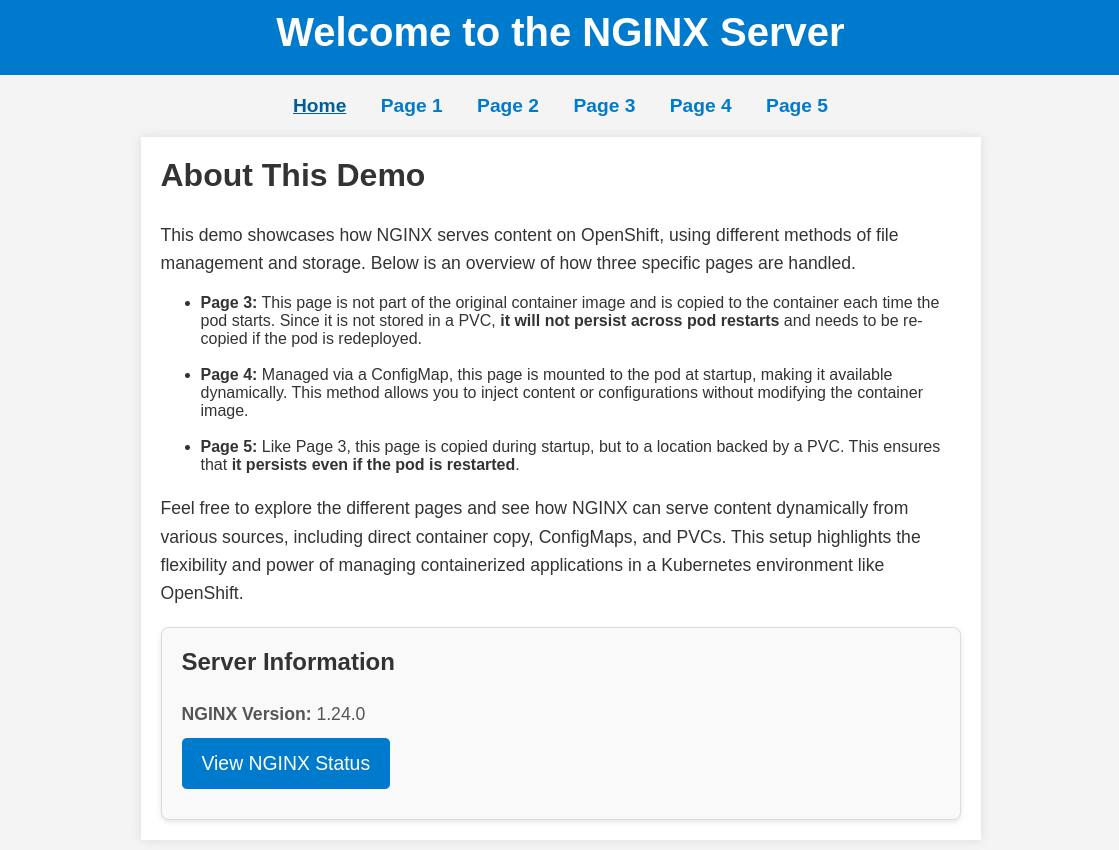 Welcome to the NGINX Server
Home Page 1 Page 2 Page 3 Page 4 Page 5
About This Demo
This demo showcases how NGINX serves content on OpenShift, using different methods of file
management and storage. Below is an overview of how three specific pages are handled.
• Page 3: This page is not part of the original container image and is copied to the container each time the
pod starts. Since it is not stored in a PVC, it will not persist across pod restarts and needs to be re-
copied if the pod is redeployed.
• Page 4: Managed via a ConfigMap, this page is mounted to the pod at startup, making it available
dynamically. This method allows you to inject content or configurations without modifying the container
image.
• Page 5: Like Page 3, this page is copied during startup, but to a location backed by a PVC. This ensures
that it persists even if the pod is restarted.
Feel free to explore the different pages and see how NGINX can serve content dynamically from
various sources, including direct container copy, ConfigMaps, and PVCs. This setup highlights the
flexibility and power of managing containerized applications in a Kubernetes environment like
OpenShift.
Server Information
NGINX Version: 1.24.0
View NGINX Status